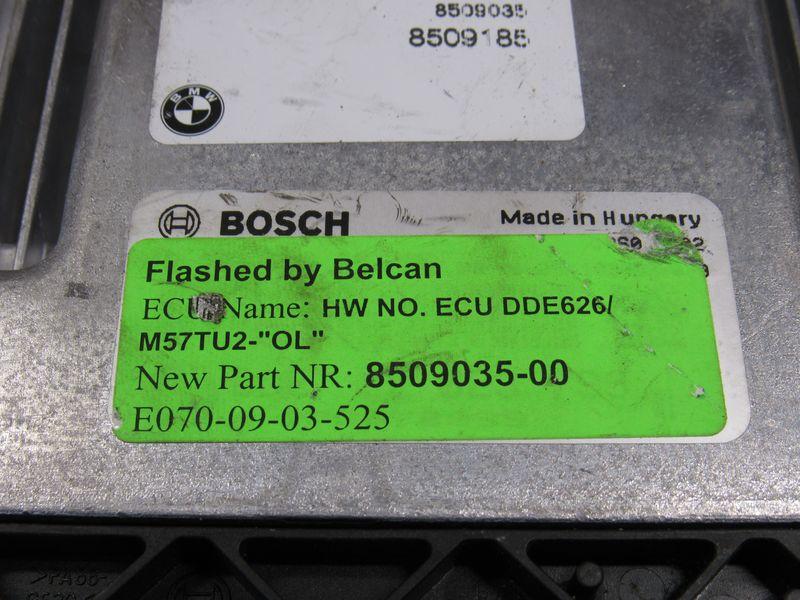 8509035
8509185
BMW
BOSCH Made in Hungary
Flashed by Belcan
ECU Name: HW NO. ECU DDE626/
M57TU2-"OL"
New Part NR: 8509035-00
E070-09-03-525